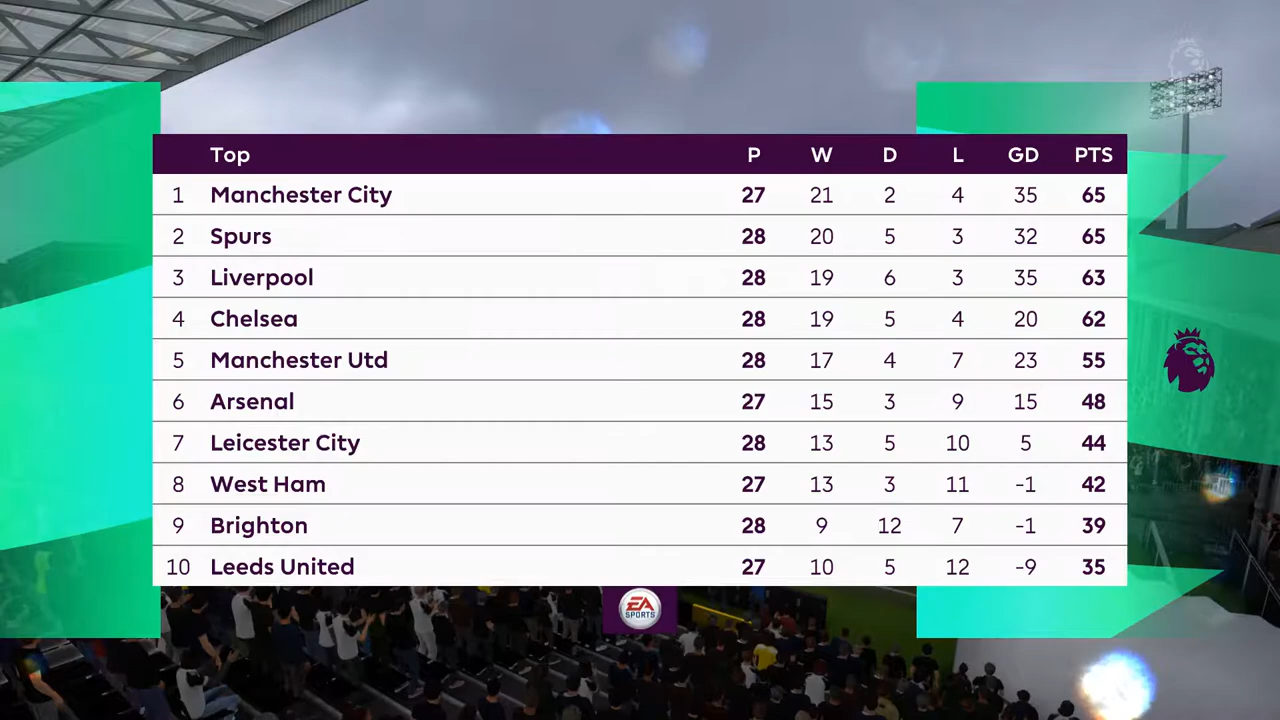 Top P W D L GD PTS
1 Manchester City 27 21 2 4 35 65
2 Spurs 28 20 5 3 32 65
3 Liverpool 28 19 6 3 35 63
4 Chelsea 28 19 5 4 20 62
5 Manchester Utd 28 17 4 7 23 55
6 Arsenal 27 15 3 9 15 48
7 Leicester City 28 13 5 10 5 44
8 West Ham 27 13 3 11 -1 42
9 Brighton 28 9 12 7 -1 39
10 Leeds United 27 10 5 12 -9 35
EA
SPORTS